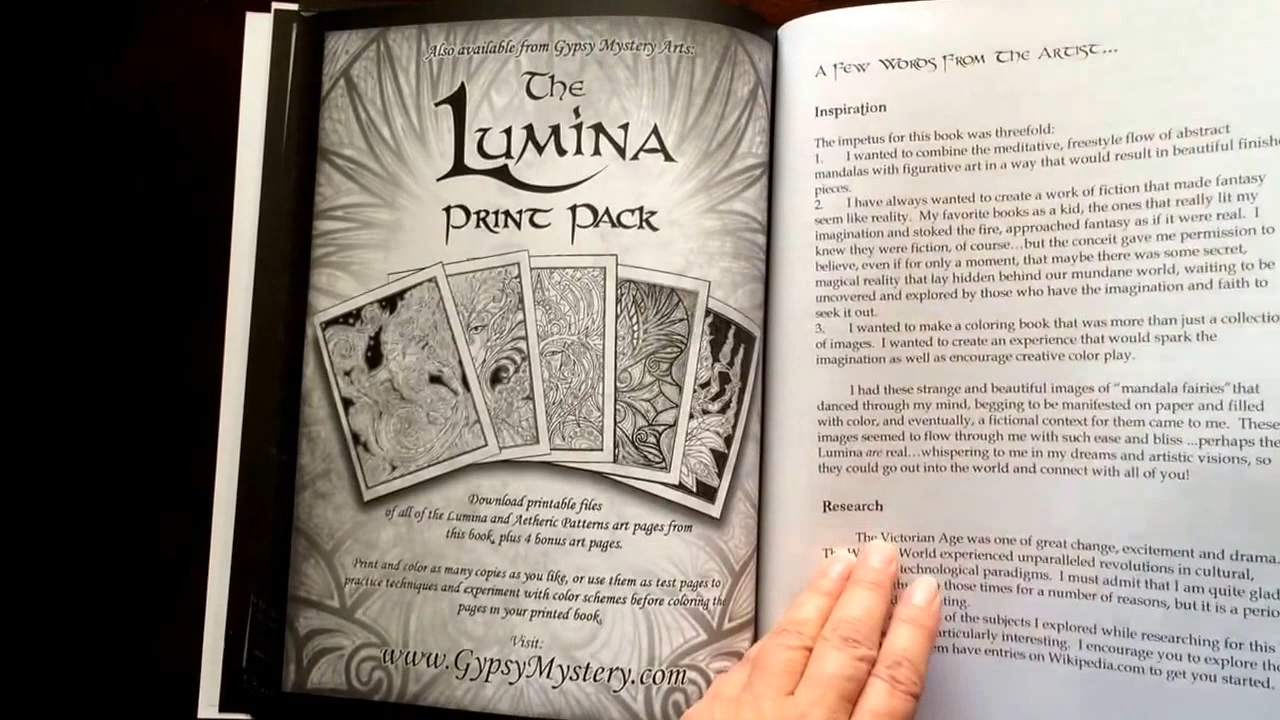 Also available from Gypsy Mystery Arts:
The
Lumina
Print Pack
Download printable files
of all of the Lumina and Aetheric Patterns art pages from
this book, plus 4 bonus art pages.
Print and color as many copies as you like, or use them as test pages to
practice techniques and experiment with color schemes before coloring the
pages in your printed book.
Visit:
www.GypsyMystery.com
A Few Words From The Artist...
Inspiration
The impetus for this book was threefold:
1. I wanted to combine the meditative, freestyle flow of abstract
mandalas with figurative art in a way that would result in beautiful finishe
pieces.
2. I have always wanted to create a work of fiction that made fantasy
seem like reality. My favorite books as a kid, the ones that really lit my
imagination and stoked the fire, approached fantasy as if it were real. I
knew they were fiction, of course...but the conceit gave me permission to
believe, even if for only a moment, that maybe there was some secret,
magical reality that lay hidden behind our mundane world, waiting to be
uncovered and explored by those who have the imagination and faith to
seek it out.
3. I wanted to make a coloring book that was more than just a collectio
of images. I wanted to create an experience that would spark the
imagination as well as encourage creative color play.
I had these strange and beautiful images of "mandala fairies" that
danced through my mind, begging to be manifested on paper and filled
with color, and eventually, a fictional context for them came to me. These
images seemed to flow through me with such ease and bliss ...perhaps the
Lumina are real...whispering to me in my dreams and artistic visions, so
they could go out into the world and connect with all of you!
Research
The Victorian Age was one of great change, excitement and drama.
World experienced unparalleled revolutions in cultural,
technological paradigms. I must admit that I am quite glad
those times for a number of reasons, but it is a perio
ting.
of the subjects I explored while researching for this
articularly interesting. I encourage you to explore the
em have entries on Wikipedia.com to get you started.